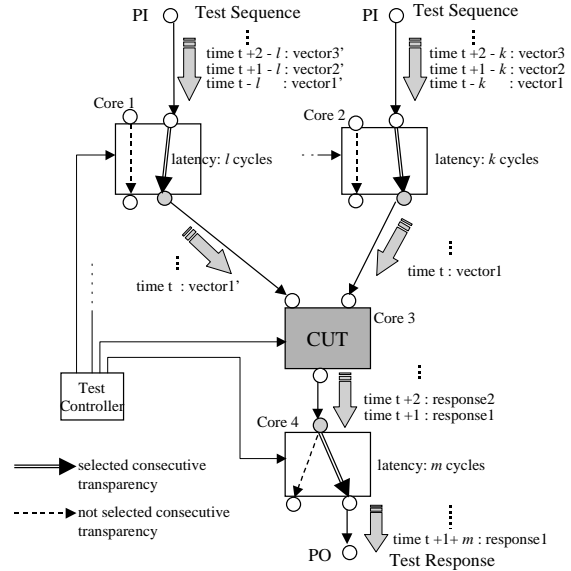 PI Test Sequence PI Test Sequence
time t +2 - l : vector3’ time t +2 - k : vector3
time t +1 - l : vector2’ time t +1 - k : vector2
time t - l : vector1’ time t - k : vector1
Core 1 Core 2
latency: l cycles latency: k cycles
time t : vector1’ time t : vector1
Core 3
CUT
Test
Controller
time t +2 : response2
time t +1 : response1
Core 4
latency: m cycles
selected consecutive
transparency
not selected consecutive
transparency
time t +1+ m : response1
PO Test Response